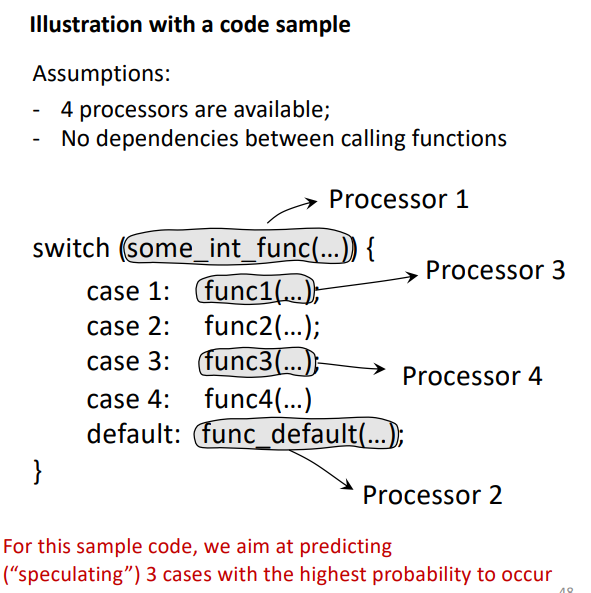 Illustration with a code sample
Assumptions:
- 4 processors are available;
- No dependencies between calling functions
Processor 1
switch (some_int_func(...)) {
Processor 3
case 1: func1(...);
case 2: func2(...);
case 3: func3(...);
Processor 4
case 4: func4(...)
default: func_default(...);
}
Processor 2
For this sample code, we aim at predicting
(“speculating”) 3 cases with the highest probability to occur
48